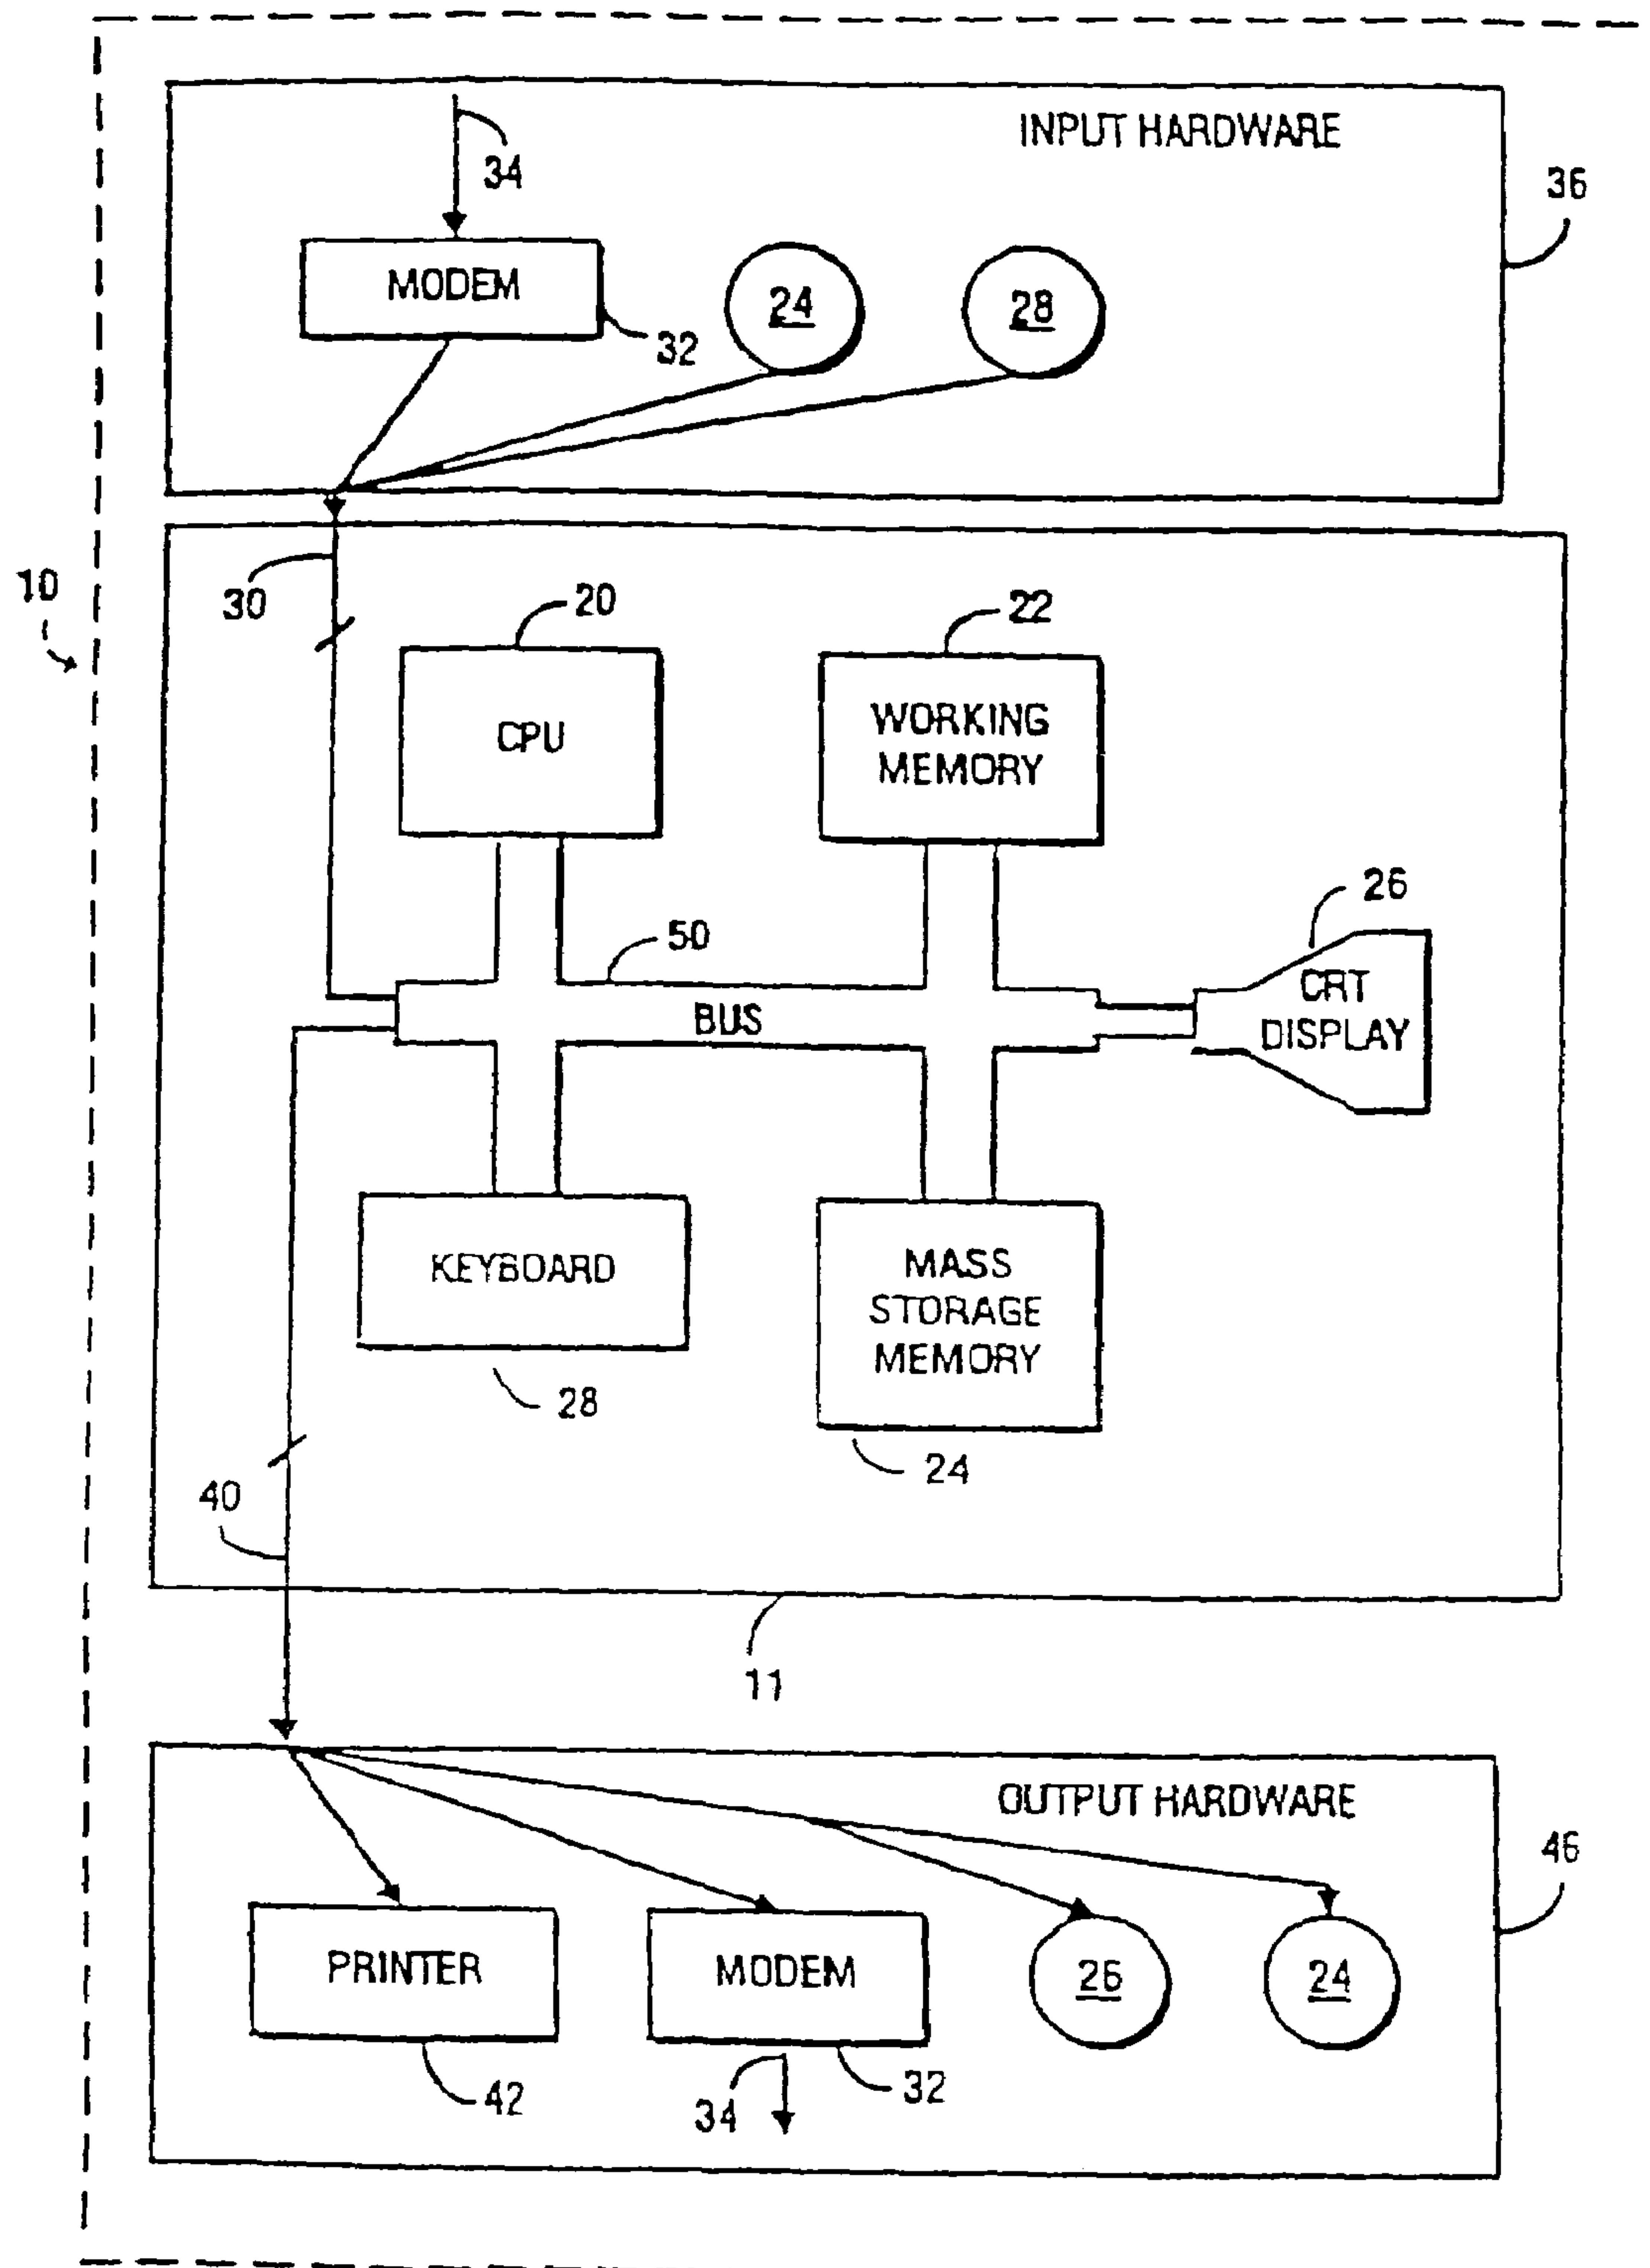 INPUT HARDWARE
34
36
MODEM
24
28
32
10
30
20
22
CPU
WORKING
MEMORY
26
50
BUS
CRT
DISPLAY
KEYBOARD
MASS
STORAGE
MEMORY
28
24
40
11
OUTPUT HARDWARE
46
PRINTER
MODEM
26
24
42
34
32